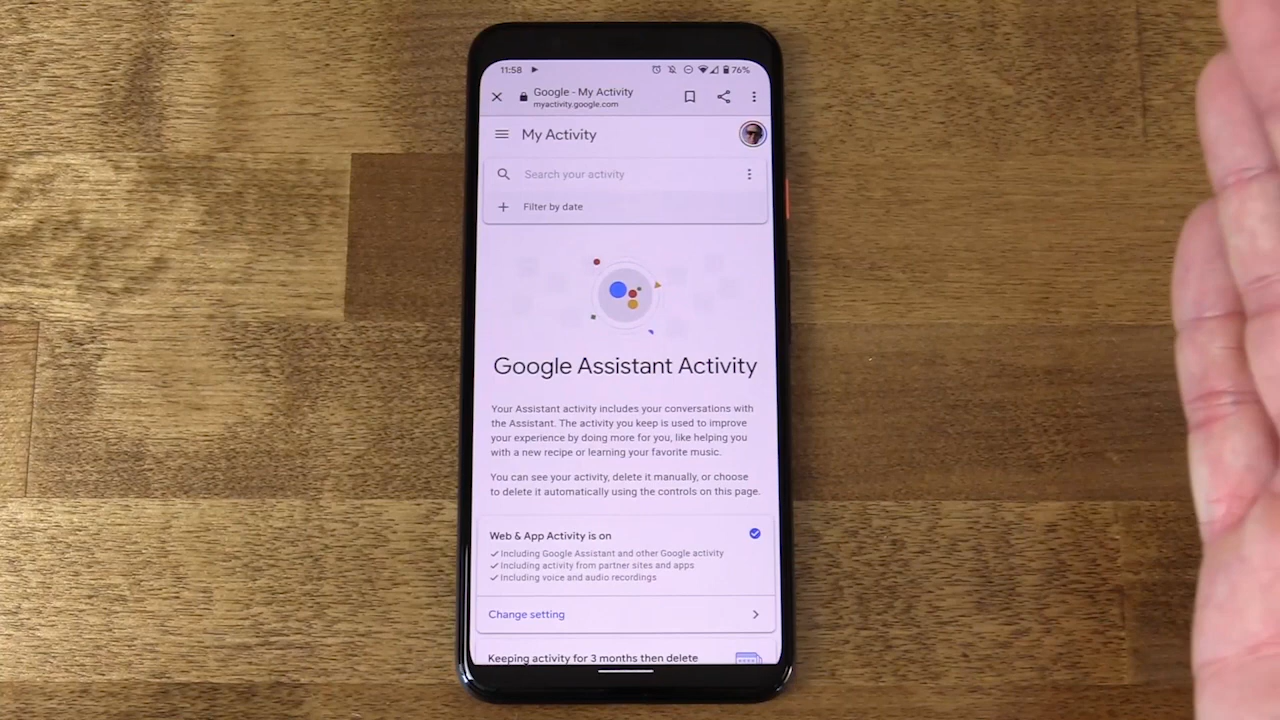 11:58
76%
Google - My Activity
myactivity.google.com
My Activity
Search your activity
Filter by date
Google Assistant Activity
Your Assistant activity includes your conversations with
the Assistant. The activity you keep is used to improve
your experience by doing more for you, like helping you
with a new recipe or learning your favorite music.
You can see your activity, delete it manually, or choose
to delete it automatically using the controls on this page.
Web & App Activity is on
Including Google Assistant and other Google activity
Including activity from partner sites and apps
Including voice and audio recordings
Change setting
Keeping activity for 3 months then delete